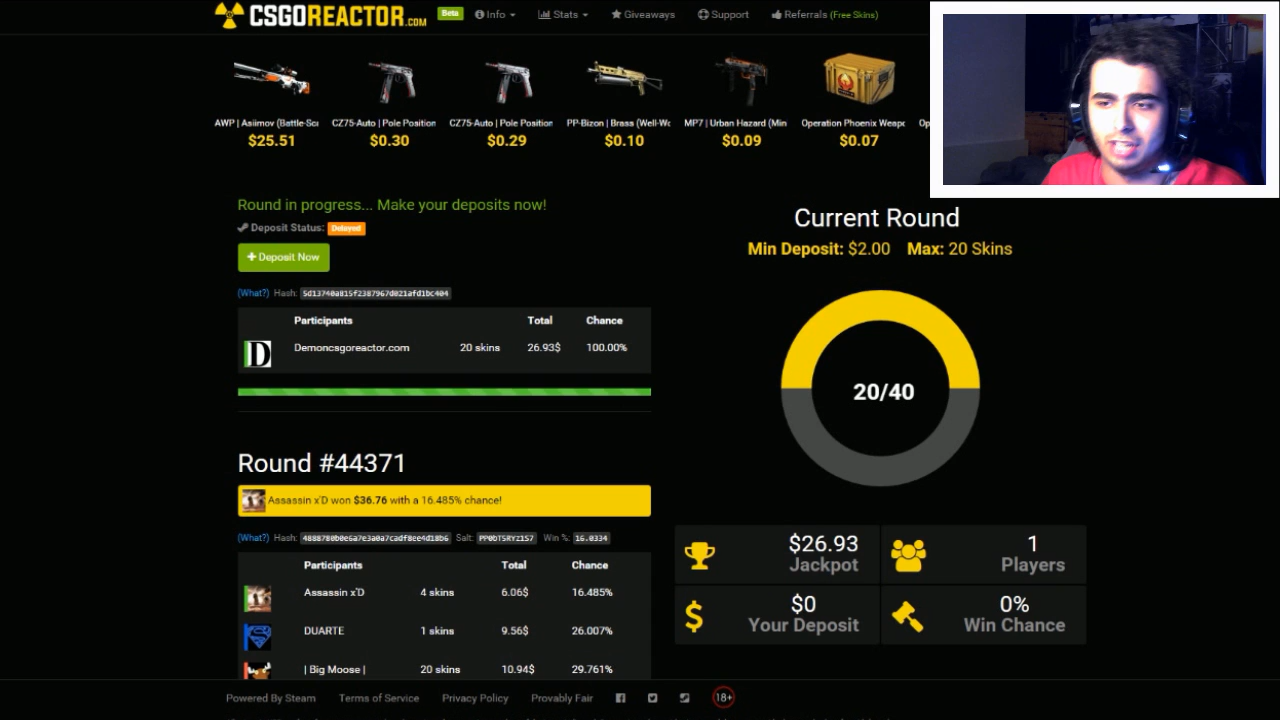 CSGOREACTOR.COM Beta Info Stats Giveaways Support Referrals (Free Skins)
AWP | Asiimov (Battle-Sca CZ75-Auto | Pole Position CZ75-Auto | Pole Position PP-Bizon | Brass (Well-Wo MP7 | Urban Hazard (Min Operation Phoenix Weapo Op
$25.51 $0.30 $0.29 $0.10 $0.09 $0.07
Round in progress... Make your deposits now!
Deposit Status: Delayed
Deposit Now
(What?) Hash: 5d13740a815f2387967d021afd1bc404
Participants Total Chance
D Demoncsgoreactor.com 20 skins 26.93$ 100.00%
Round #44371
Assassin x'D won $36.76 with a 16.485% chance!
(What?) Hash: 4888780b0e6a7e3a0a7cadf8ee4d18b6 Salt: PP0bTSRYz1S7 Win %: 16.0334
Participants Total Chance
Assassin x'D 4 skins 6.06$ 16.485%
DUARTE 1 skins 9.56$ 26.007%
| Big Moose | 20 skins 10.94$ 29.761%
Current Round
Min Deposit: $2.00 Max: 20 Skins
20/40
$26.93
Jackpot
1
Players
$0
Your Deposit
0%
Win Chance
Powered By Steam Terms of Service Privacy Policy Provably Fair 18+